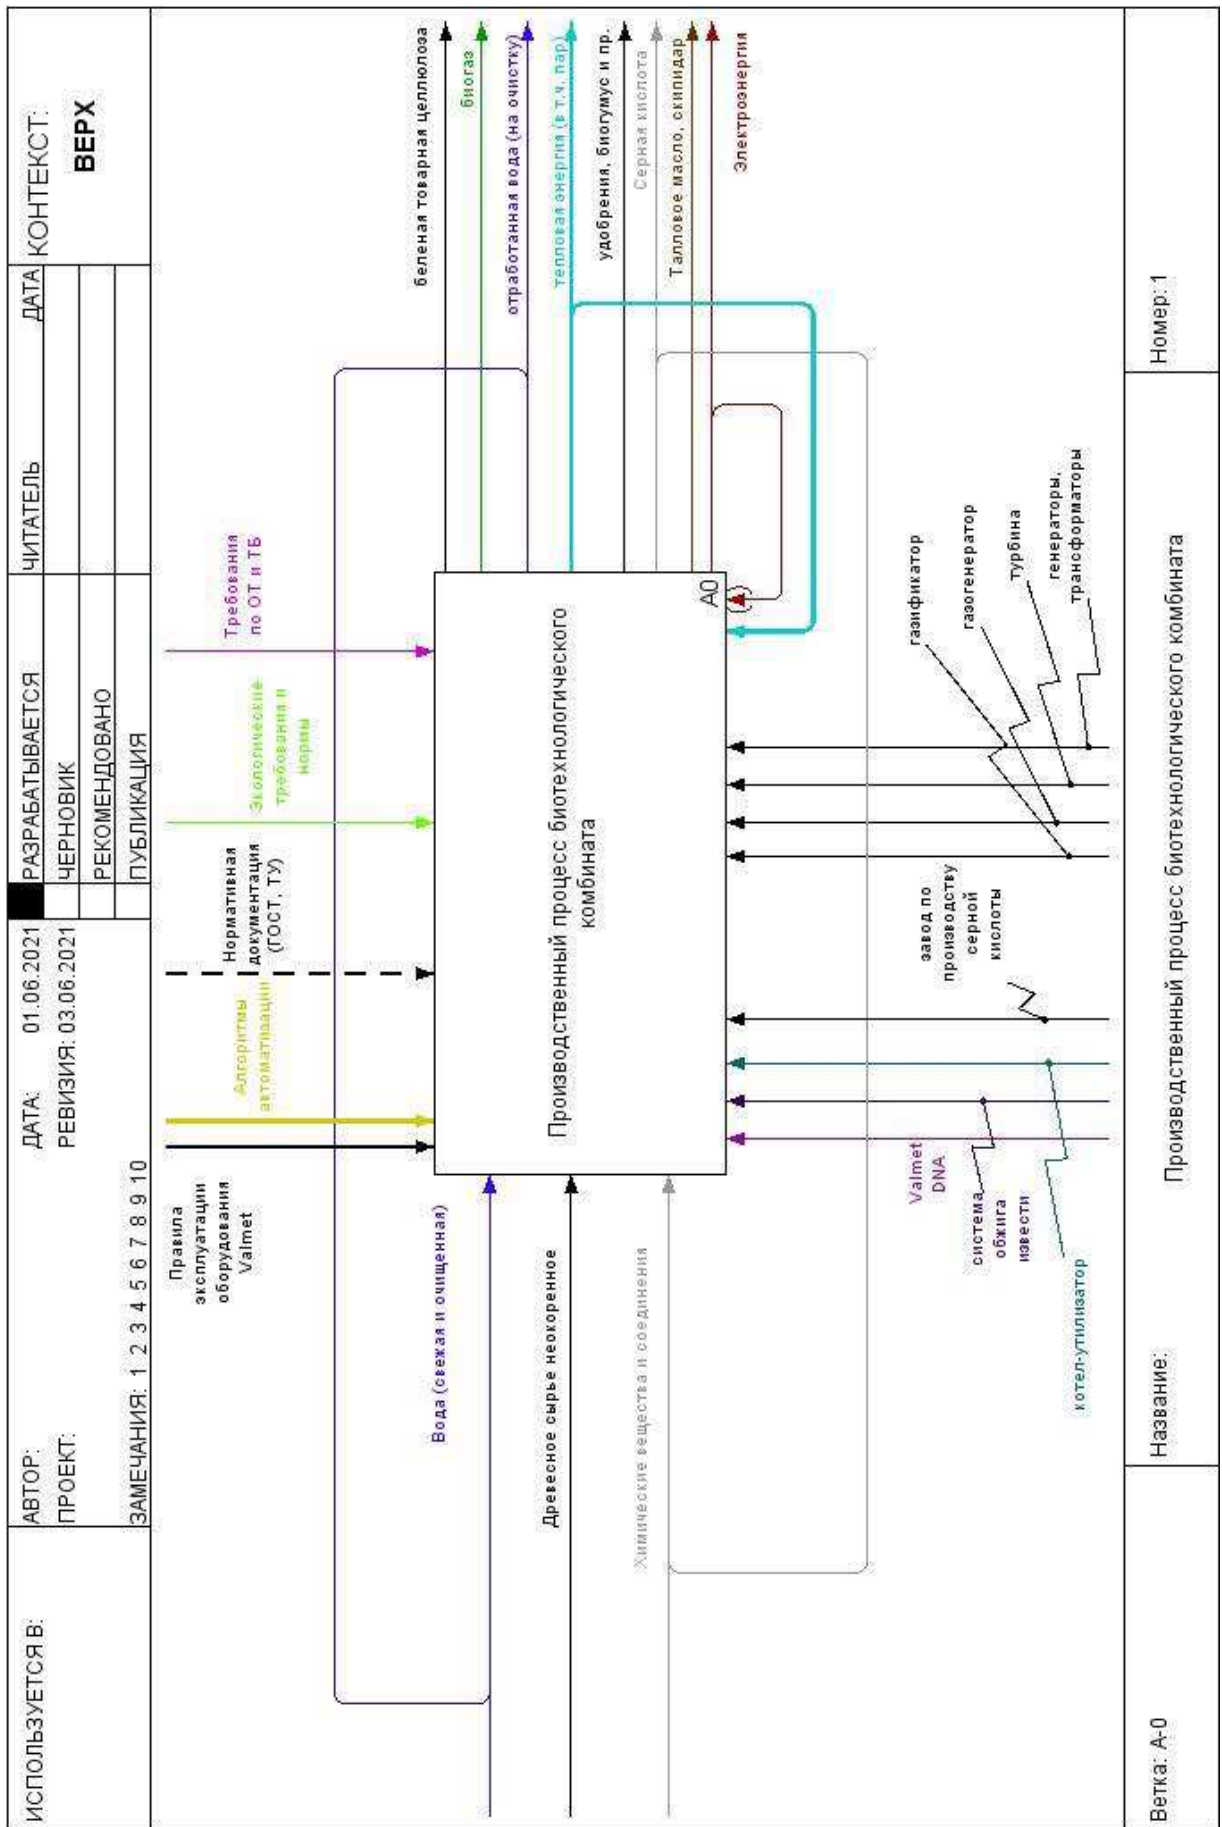 ИСПОЛЬЗУЕТСЯ В:
АВТОР:
ПРОЕКТ:
ДАТА: 01.06.2021
РЕВИЗИЯ: 03.06.2021
ЗАМЕЧАНИЯ: 1 2 3 4 5 6 7 8 9 10
РАЗРАБАТЫВАЕТСЯ
ЧЕРНОВИК
РЕКОМЕНДОВАНО
ПУБЛИКАЦИЯ
ЧИТАТЕЛЬ
ДАТА
КОНТЕКСТ:
ВЕРХ
Правила
эксплуатации
оборудования
Valmet
Алгоритмы
автоматизации
Нормативная
документация
(ГОСТ, ТУ)
Экологические
требования и
нормы
Требования
по ОТ и ТБ
Вода (свежая и очищенная)
Древесное сырье неокоренное
Химические вещества и соединения
Производственный процесс биотехнологического
комбината
A0
беленая товарная целлюлоза
биогаз
отработанная вода (на очистку)
тепловая энергия (в т.ч. пар)
удобрения, биогумус и пр.
Серная кислота
Талловое масло, скипидар
Электроэнергия
Valmet
DNA
система
обжига
извести
котел-утилизатор
завод по
производству
серной
кислоты
газификатор
газогенератор
турбина
генераторы,
трансформаторы
Ветка: A-0
Название:
Производственный процесс биотехнологического комбината
Номер: 1